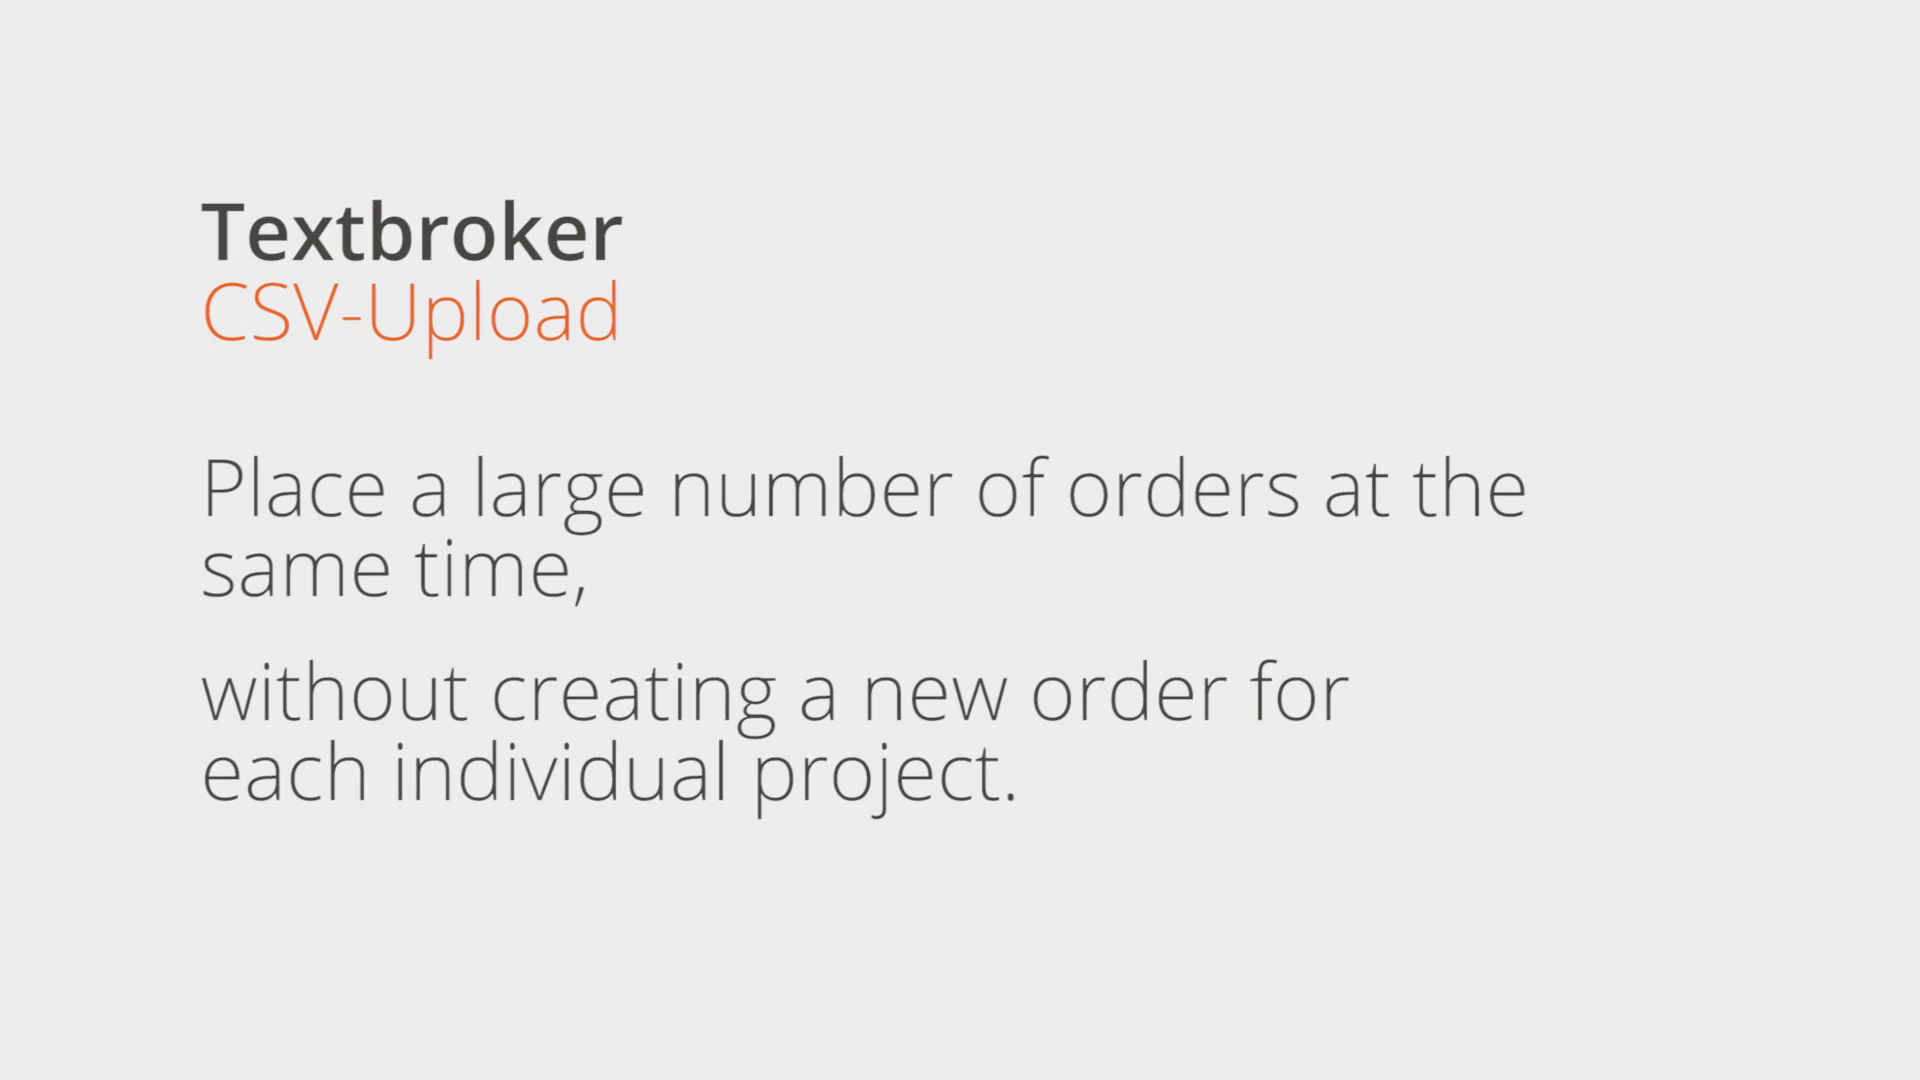 Textbroker
CSV-Upload
Place a large number of orders at the
same time,
without creating a new order for
each individual project.